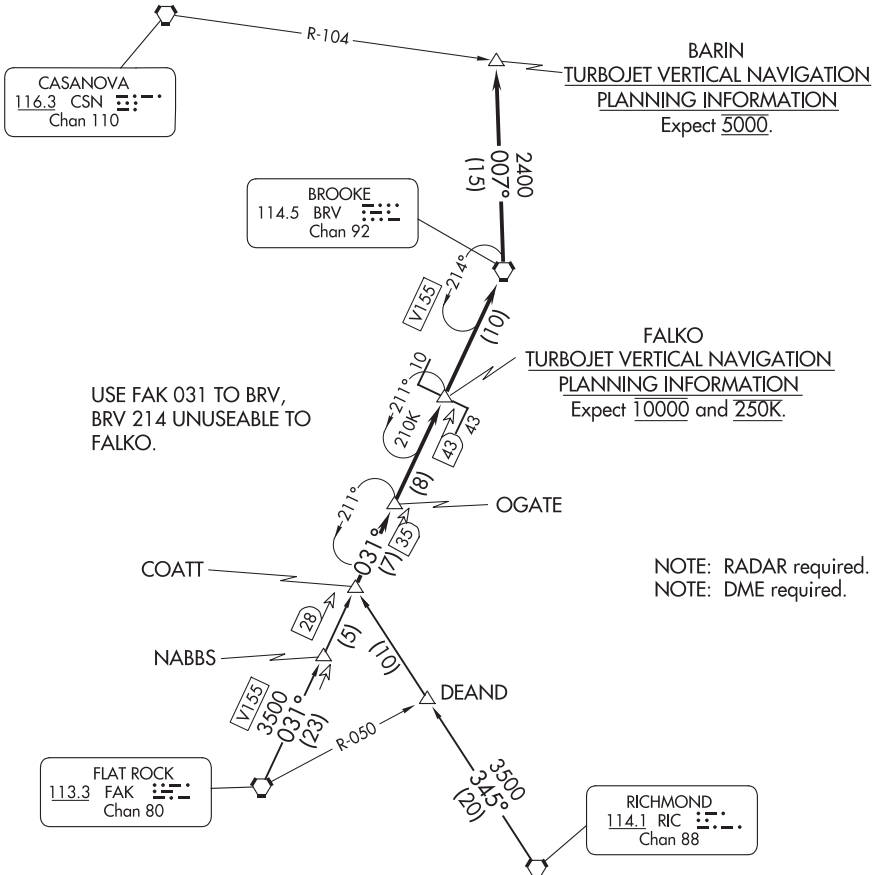 R-104
CASANOVA
116.3 CSN
Chan 110
BARIN
TURBOJET VERTICAL NAVIGATION
PLANNING INFORMATION
Expect 5000.
2400
007°
(15)
BROOKE
114.5 BRV
Chan 92
214°
V155
(10)
FALKO
TURBOJET VERTICAL NAVIGATION
PLANNING INFORMATION
Expect 10000 and 250K.
10
211°
210K
43
43
USE FAK 031 TO BRV,
BRV 214 UNUSEABLE TO
FALKO.
(8)
OGATE
211°
35
031°
(7)
COATT
NOTE: RADAR required.
NOTE: DME required.
28
(5)
(10)
NABBS
DEAND
V155
3500
031°
(23)
R-050
FLAT ROCK
113.3 FAK
Chan 80
3500
345°
(20)
RICHMOND
114.1 RIC
Chan 88